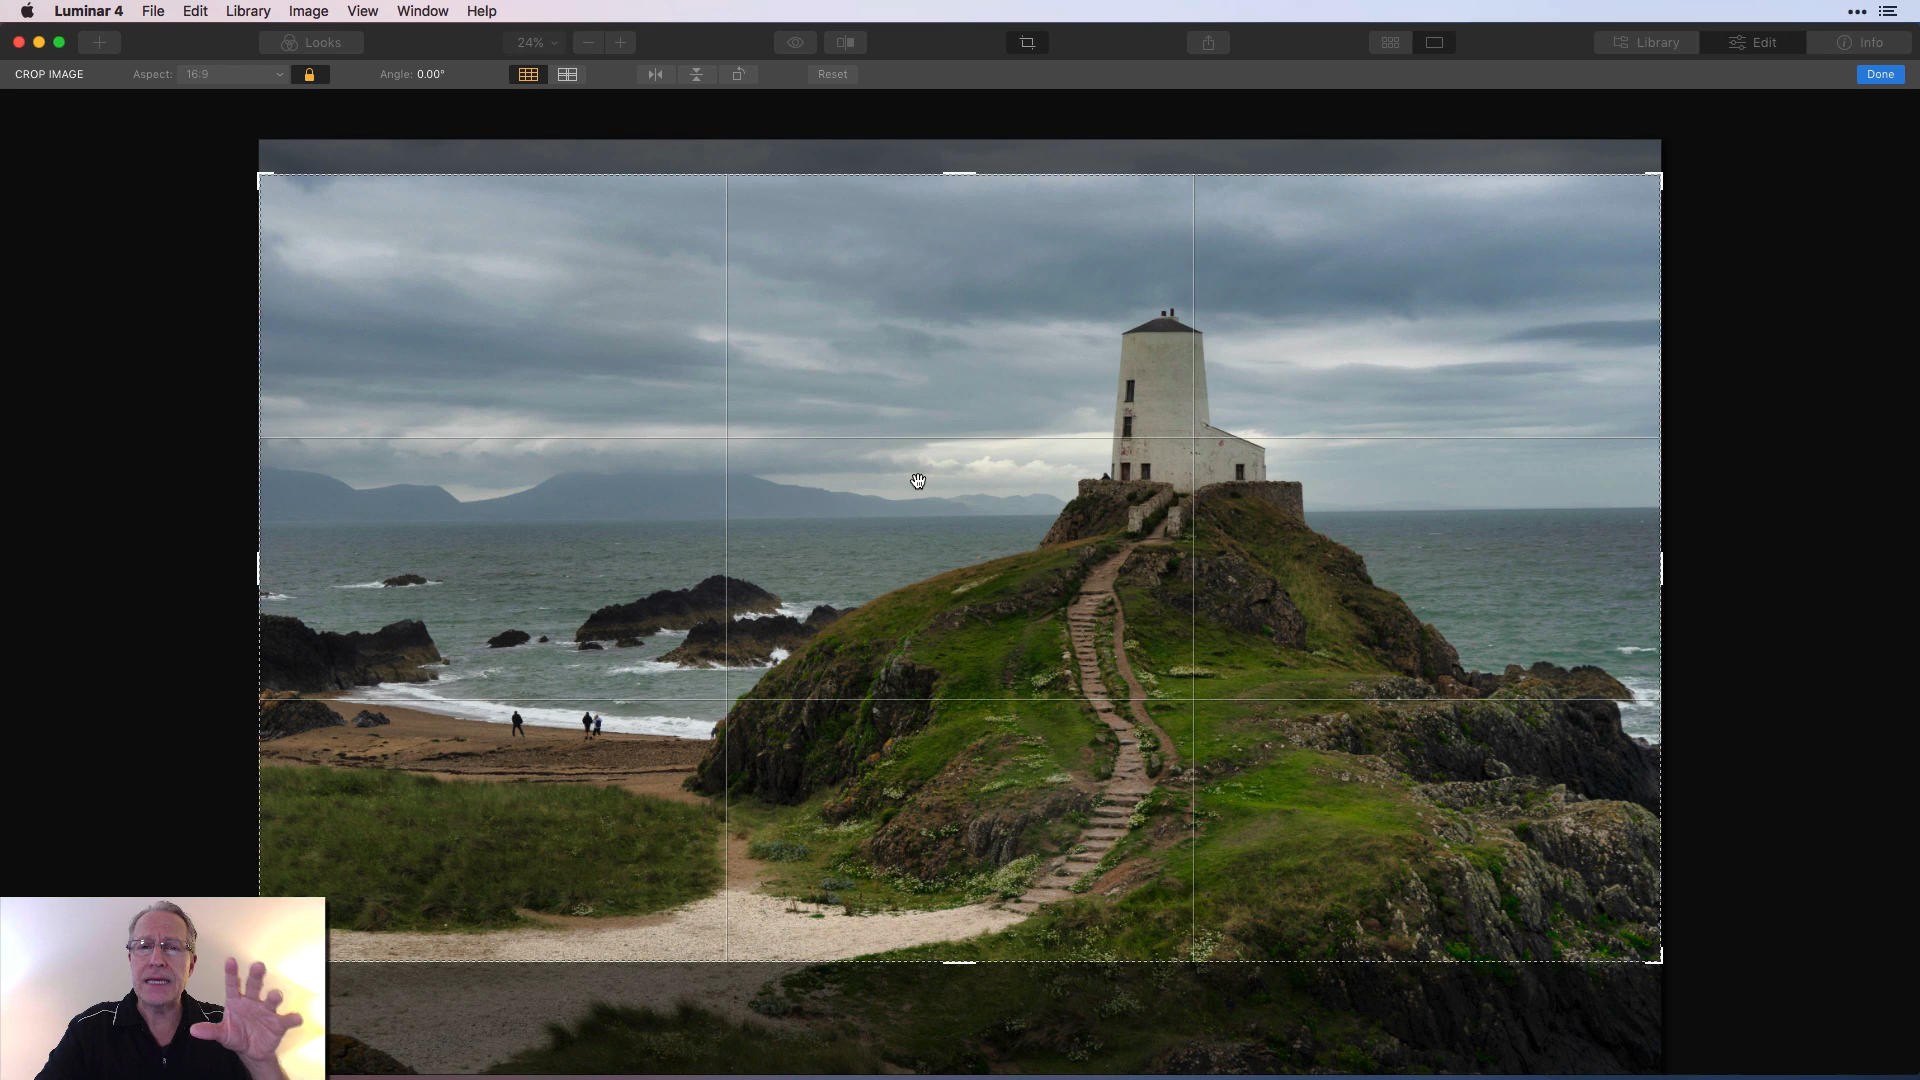 Luminar 4 File Edit Library Image View Window Help
Looks 24% Library Edit Info
CROP IMAGE Aspect: 16:9 Angle: 0.00° Reset Done